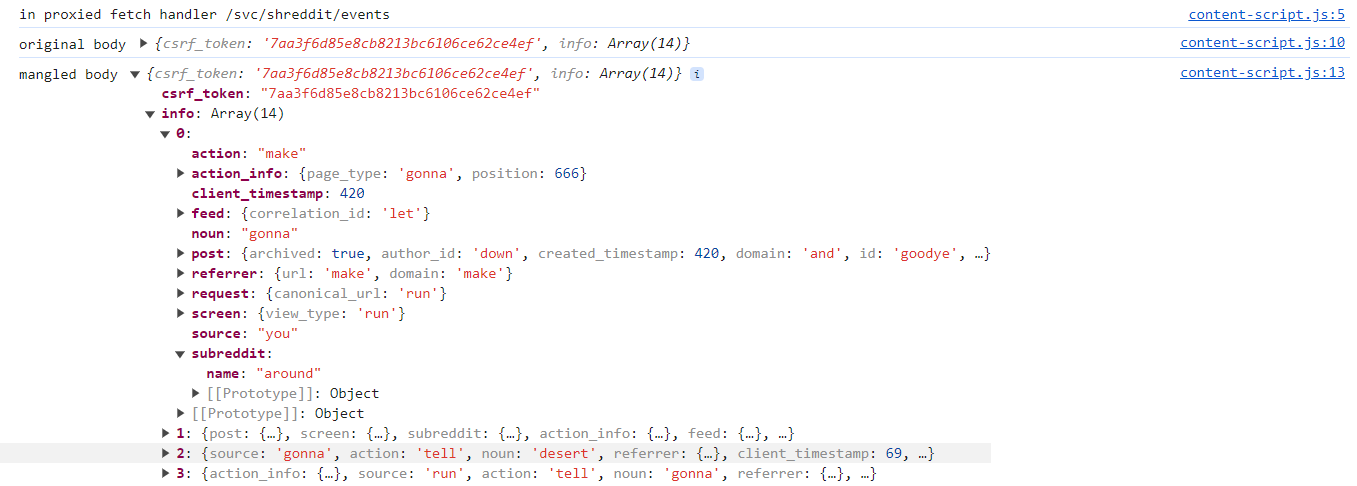 in proxied fetch handler /svc/shreddit/events content-script.js:5
original body ▶ {csrf_token: '7aa3f6d85e8cb8213bc6106ce62ce4ef', info: Array(14)} content-script.js:10
mangled body ▼ {csrf_token: '7aa3f6d85e8cb8213bc6106ce62ce4ef', info: Array(14)} i content-script.js:13
csrf_token: "7aa3f6d85e8cb8213bc6106ce62ce4ef"
▼ info: Array(14)
▼ 0:
action: "make"
▶ action_info: {page_type: 'gonna', position: 666}
client_timestamp: 420
▶ feed: {correlation_id: 'let'}
noun: "gonna"
▶ post: {archived: true, author_id: 'down', created_timestamp: 420, domain: 'and', id: 'goodye', …}
▶ referrer: {url: 'make', domain: 'make'}
▶ request: {canonical_url: 'run'}
▶ screen: {view_type: 'run'}
source: "you"
▼ subreddit:
name: "around"
▶ [[Prototype]]: Object
▶ [[Prototype]]: Object
▶ 1: {post: {…}, screen: {…}, subreddit: {…}, action_info: {…}, feed: {…}, …}
▶ 2: {source: 'gonna', action: 'tell', noun: 'desert', referrer: {…}, client_timestamp: 69, …}
▶ 3: {action_info: {…}, source: 'run', action: 'tell', noun: 'gonna', referrer: {…}, …}